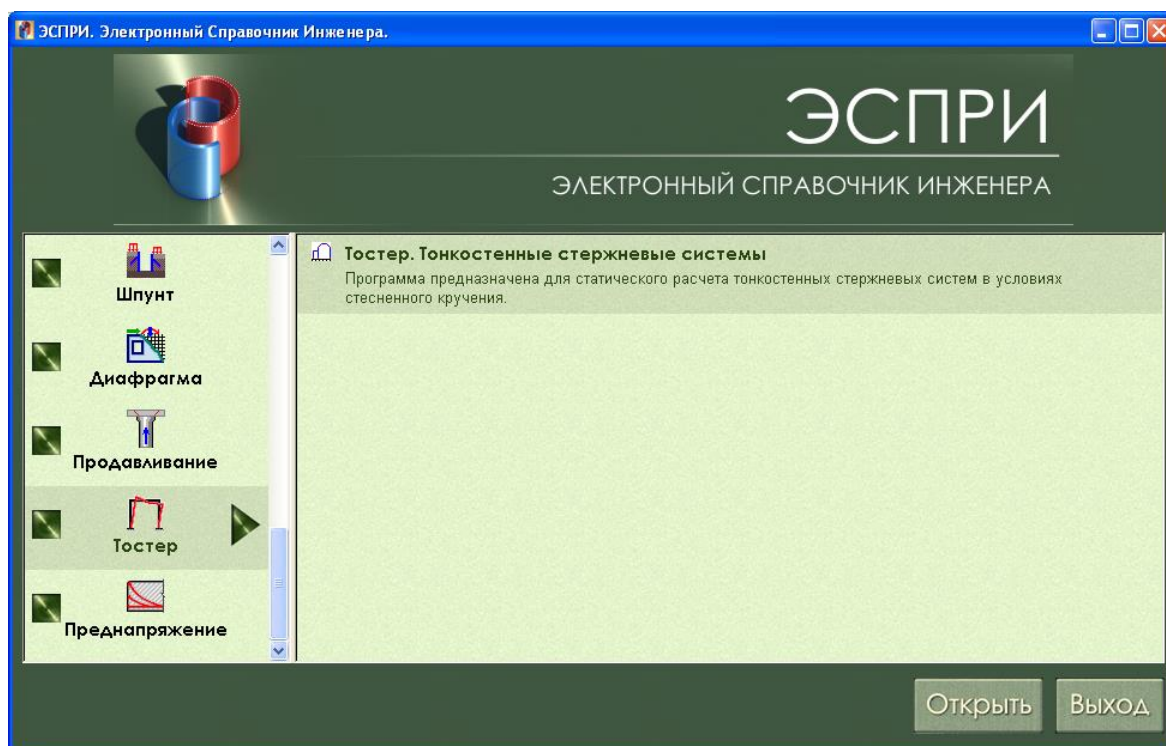 ЭСПРИ. Электронный Справочник Инженера.
ЭСПРИ
ЭЛЕКТРОННЫЙ СПРАВОЧНИК ИНЖЕНЕРА
Шпунт
Диафрагма
Продавливание
Тостер
Преднапряжение
Тостер. Тонкостенные стержневые системы
Программа предназначена для статического расчета тонкостенных стержневых систем в условиях
стесненного кручения.
Открыть
Выход